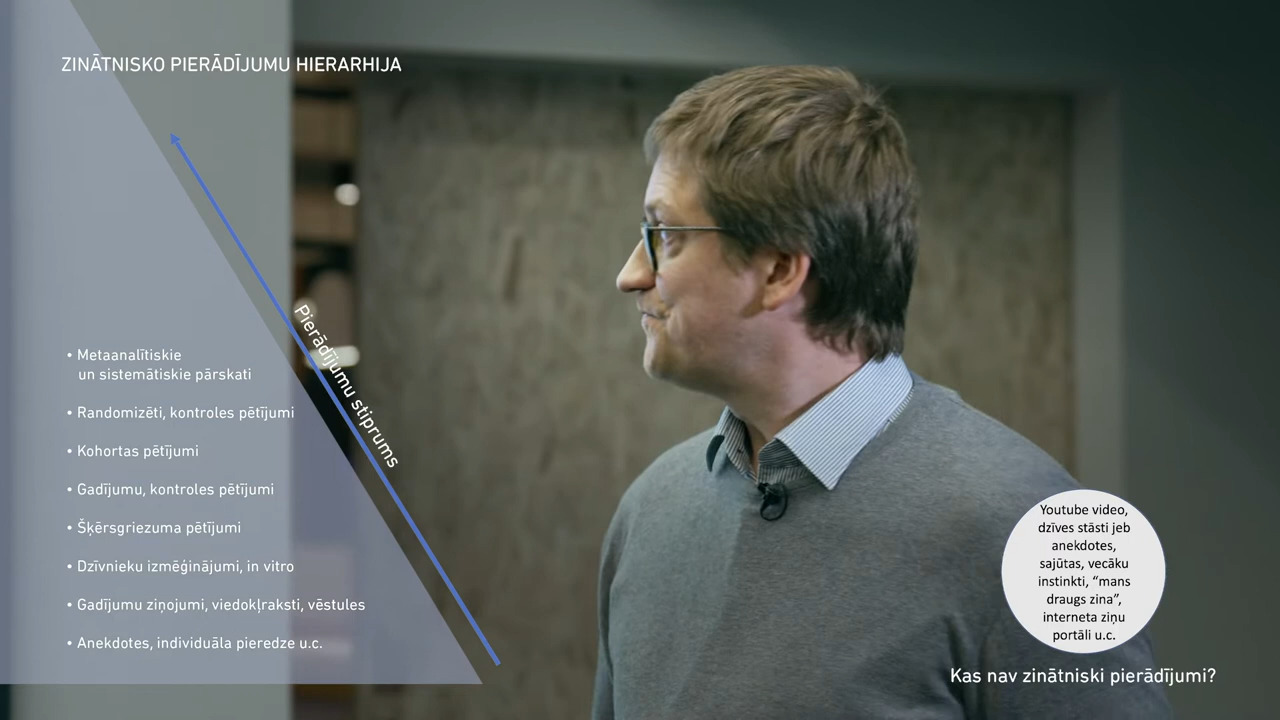 ZINĀTNISKO PIERĀDĪJUMU HIERARHIJA
Pierādījumu stiprums
• Metaanalītiskie
un sistemātiskie pārskati
• Randomizēti, kontroles pētījumi
• Kohortas pētījumi
• Gadījumu, kontroles pētījumi
• Šķērsgriezuma pētījumi
• Dzīvnieku izmēģinājumi, in vitro
• Gadījumu ziņojumi, viedokļraksti, vēstules
• Anekdotes, individuāla pieredze u.c.
Youtube video,
dzīves stāsti jeb
anekdotes,
sajūtas, vecāku
instinkti, “mans
draugs zina”,
interneta ziņu
portāli u.c.
Kas nav zinātniski pierādījumi?